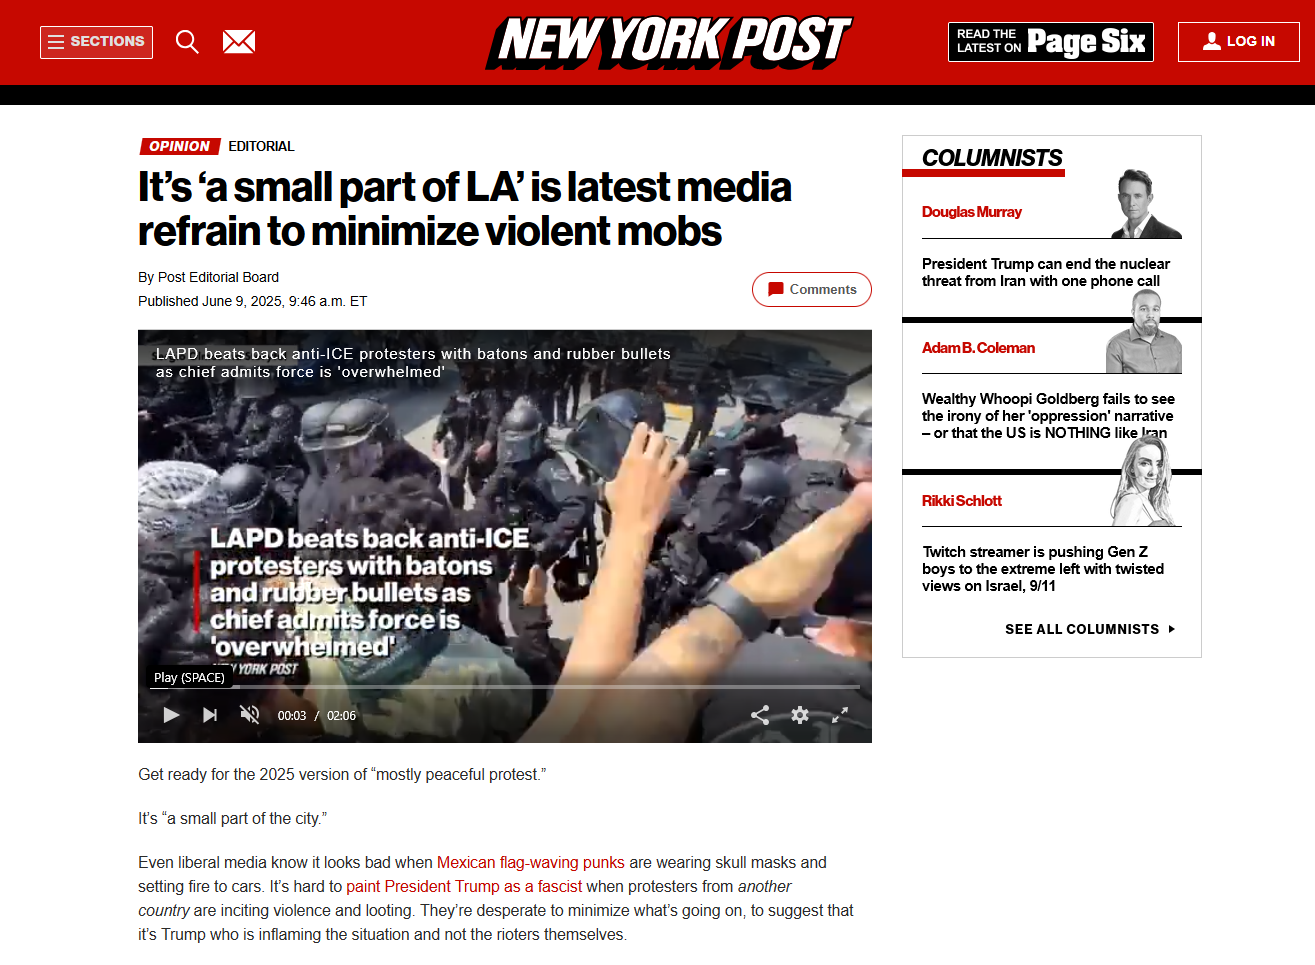 SECTIONS
NEW YORK POST
READ THE
LATEST ON
Page Six
LOG IN
OPINION EDITORIAL
It’s ‘a small part of LA’ is latest media
refrain to minimize violent mobs
By Post Editorial Board
Published June 9, 2025, 9:46 a.m. ET
Comments
LAPD beats back anti-ICE protesters with batons and rubber bullets
as chief admits force is 'overwhelmed'
LAPD beats back anti-ICE
protesters with batons
and rubber bullets as
chief admits force is
'overwhelmed'
YORK POST
Play (SPACE)
00:03 / 02:06
Get ready for the 2025 version of “mostly peaceful protest.”
It’s “a small part of the city.”
Even liberal media know it looks bad when Mexican flag-waving punks are wearing skull masks and
setting fire to cars. It’s hard to paint President Trump as a fascist when protesters from another
country are inciting violence and looting. They’re desperate to minimize what’s going on, to suggest that
it’s Trump who is inflaming the situation and not the rioters themselves.
COLUMNISTS
Douglas Murray
President Trump can end the nuclear
threat from Iran with one phone call
Adam B. Coleman
Wealthy Whoopi Goldberg fails to see
the irony of her 'oppression' narrative
– or that the US is NOTHING like Iran
Rikki Schlott
Twitch streamer is pushing Gen Z
boys to the extreme left with twisted
views on Israel, 9/11
SEE ALL COLUMNISTS